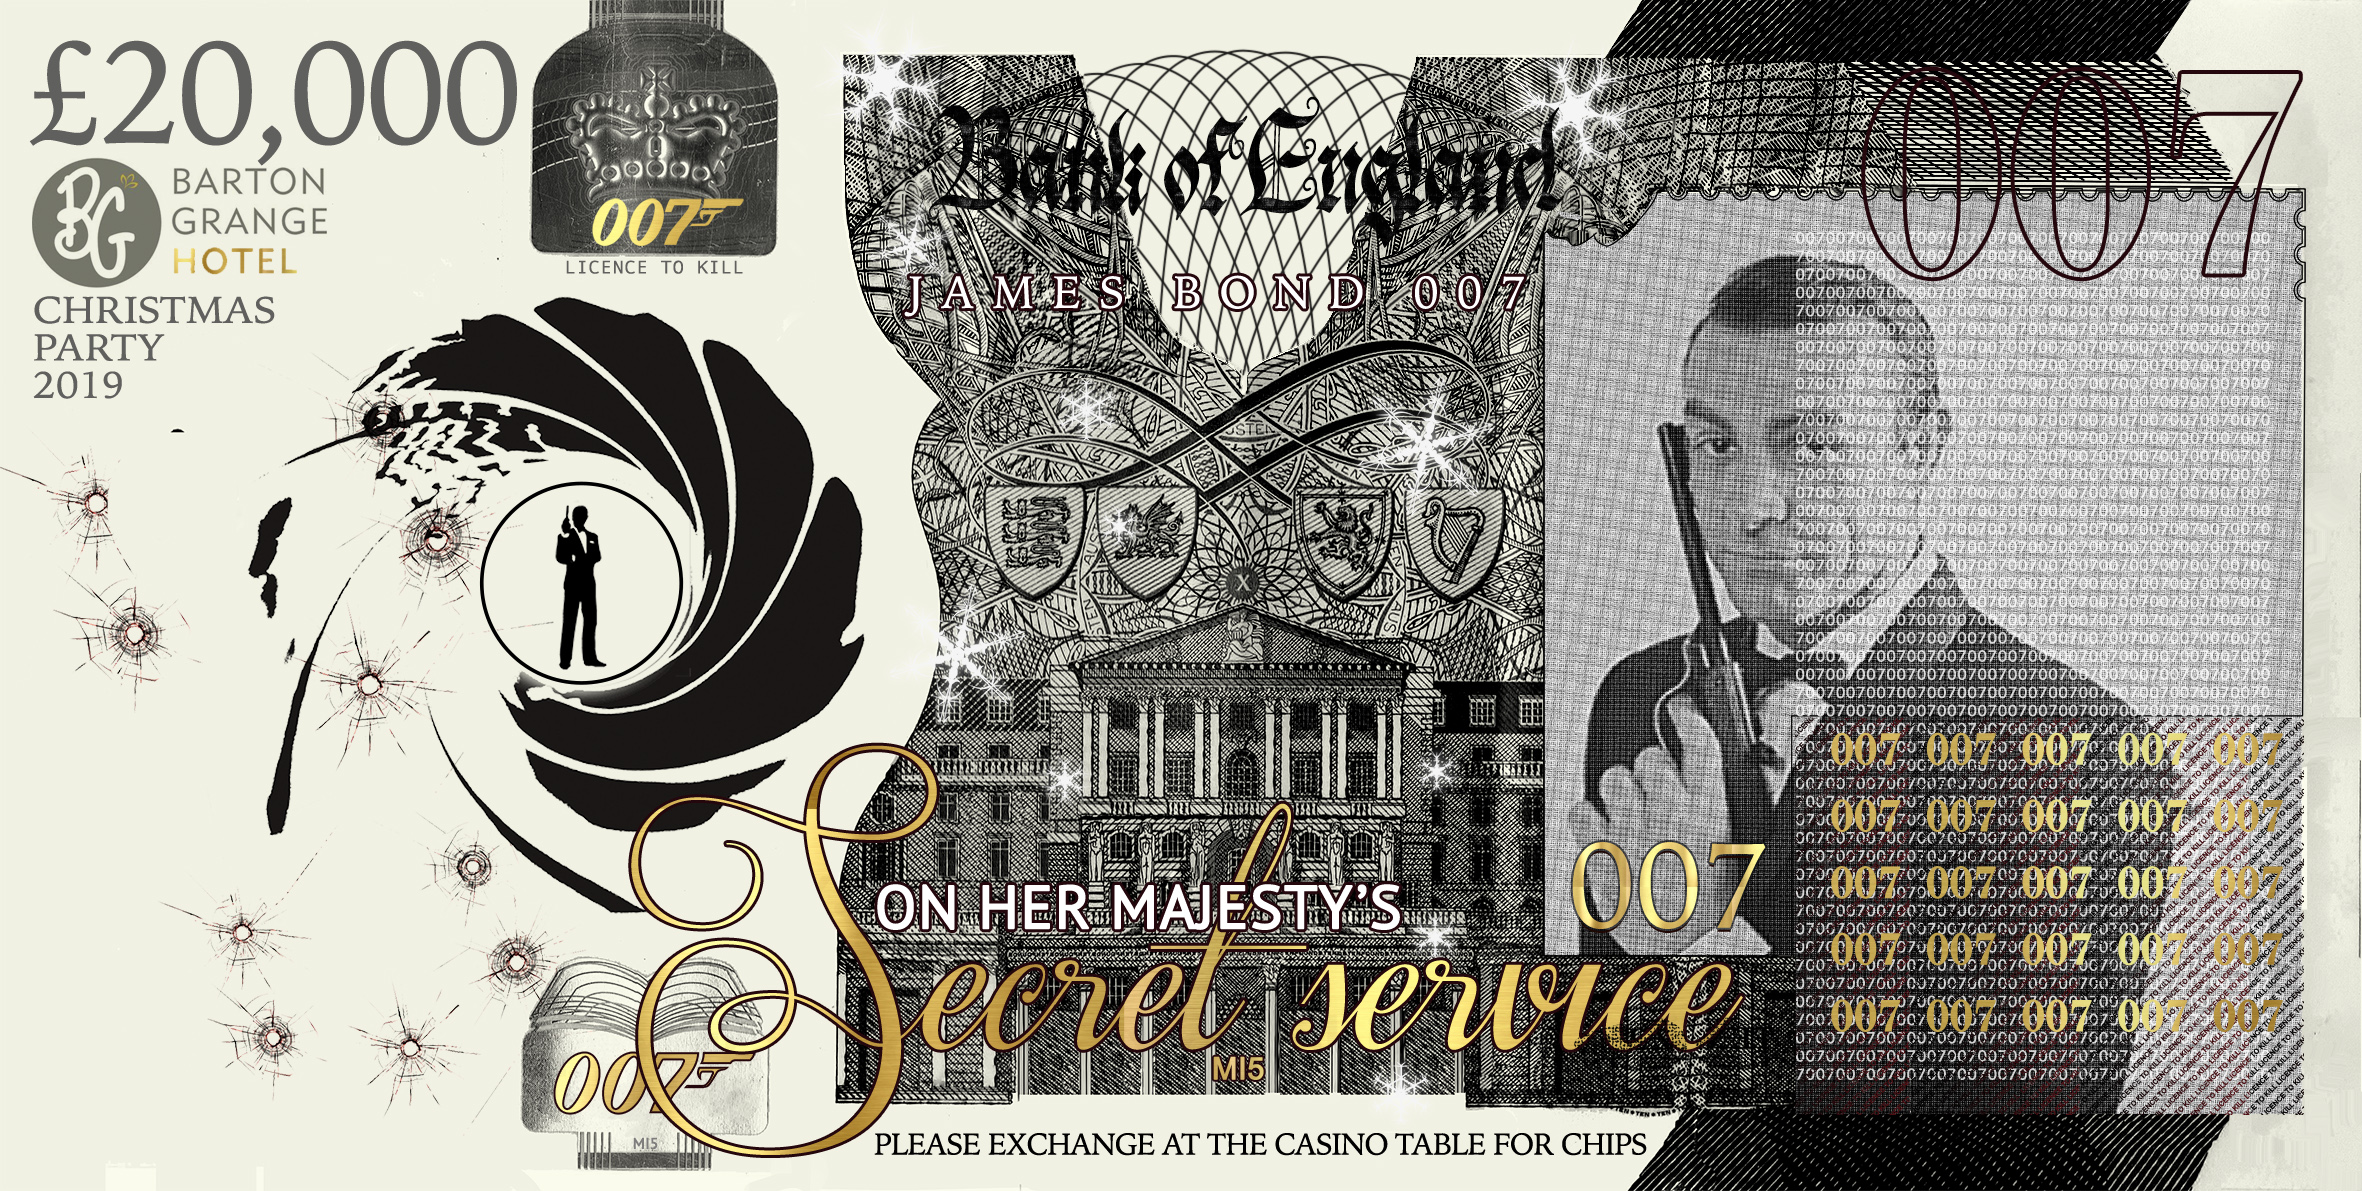 £20,000
BARTON
GRANGE
HOTEL
BG
CHRISTMAS
PARTY
2019
007
LICENCE TO KILL
Bank of England
JAMES BOND 007
007
X
ON HER MAJESTY'S
Secret service
MI5
007
007
MI5
007 007 007 007 007
007 007 007 007 007
007 007 007 007 007
007 007 007 007 007
007 007 007 007 007
PLEASE EXCHANGE AT THE CASINO TABLE FOR CHIPS